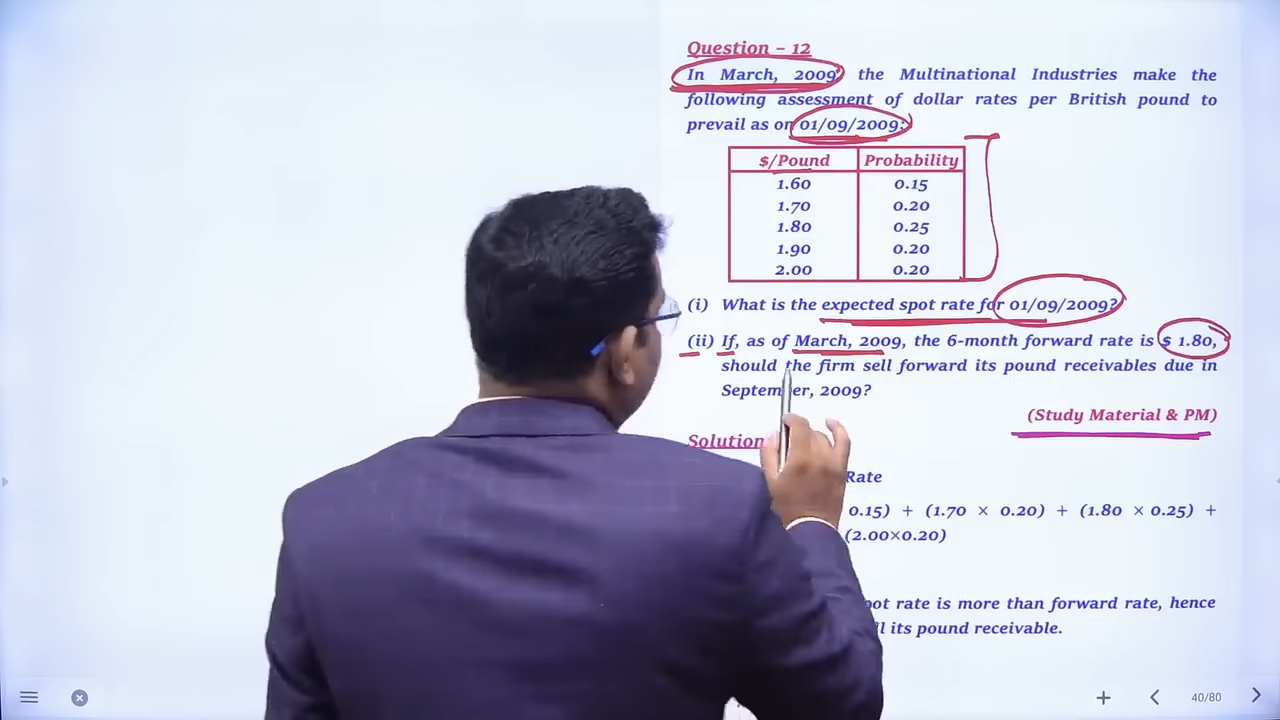 Question – 12
In March, 2009 the Multinational Industries make the
following assessment of dollar rates per British pound to
prevail as on 01/09/2009:
$/Pound Probability
1.60 0.15
1.70 0.20
1.80 0.25
1.90 0.20
2.00 0.20
(i) What is the expected spot rate for 01/09/2009?
(ii) If, as of March, 2009, the 6-month forward rate is $ 1.80,
should the firm sell forward its pound receivables due in
September, 2009?
(Study Material & PM)
Solution
Rate
0.15) + (1.70 × 0.20) + (1.80 × 0.25) +
(2.00×0.20)
rate is more than forward rate, hence
its pound receivable.
40/80